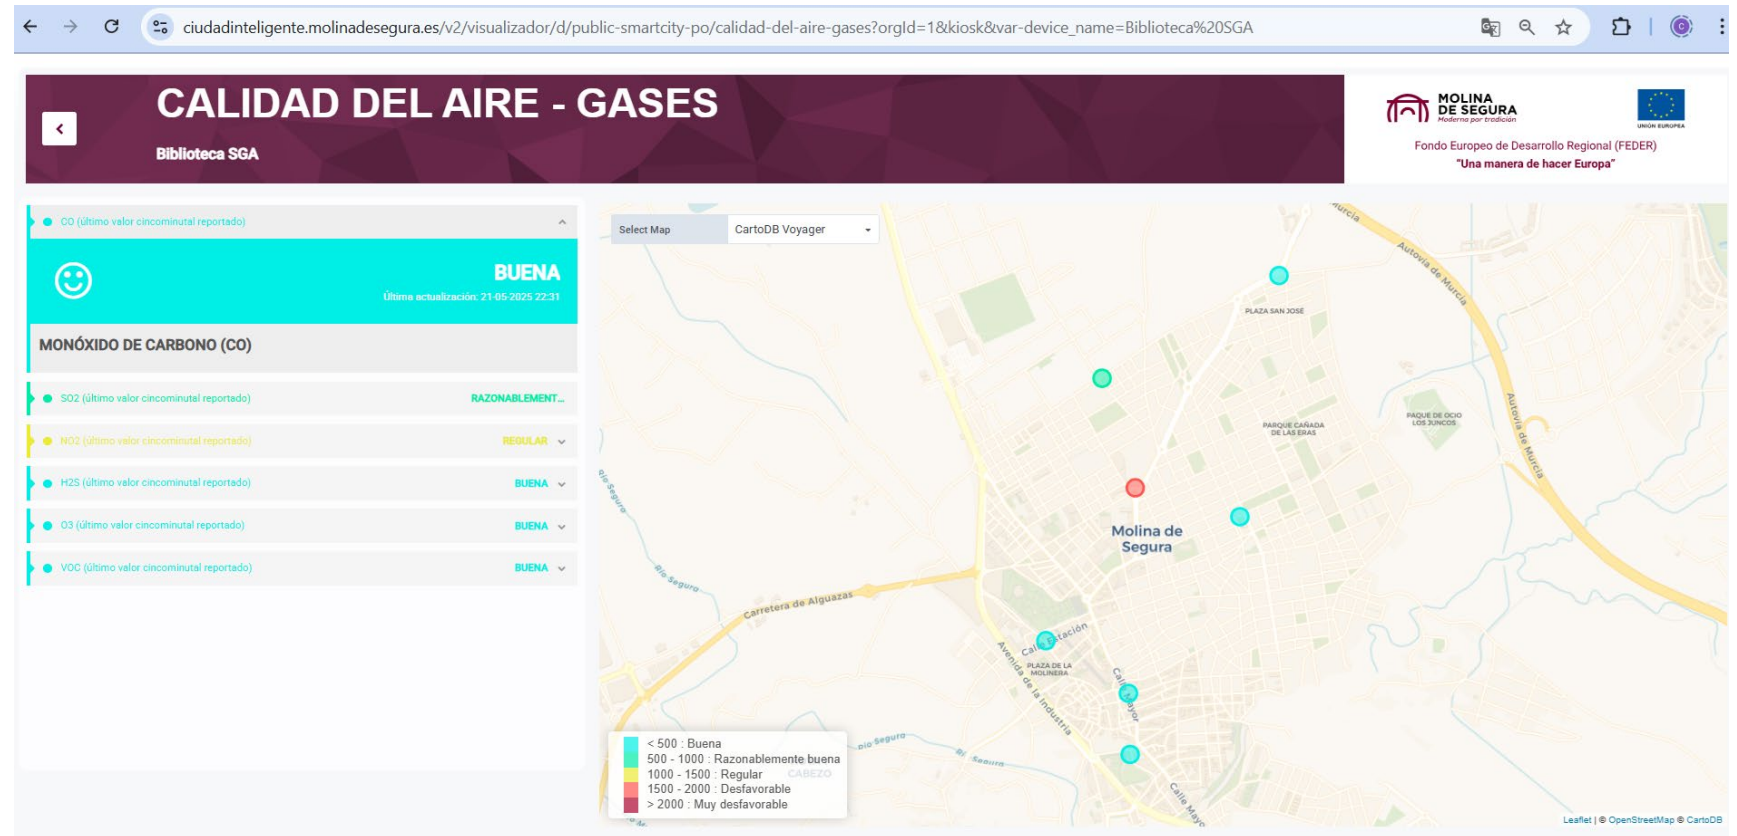 ciudadinteligente.molinadesegura.es/v2/visualizador/d/public-smartcity-po/calidad-del-aire-gases?orgId=1&kiosk&var-device_name=Biblioteca%20SGA
CALIDAD DEL AIRE - GASES
Biblioteca SGA
MOLINA
DE SEGURA
Moderna por tradición
UNIÓN EUROPEA
Fondo Europeo de Desarrollo Regional (FEDER)
"Una manera de hacer Europa"
CO (último valor cincominutal reportado)
BUENA
Última actualización: 21-05-2025 22:31
MONÓXIDO DE CARBONO (CO)
SO2 (último valor cincominutal reportado) RAZONABLEMENT...
NO2 (último valor cincominutal reportado) REGULAR
H2S (último valor cincominutal reportado) BUENA
O3 (último valor cincominutal reportado) BUENA
VOC (último valor cincominutal reportado) BUENA
Select Map CartoDB Voyager
Murcia
Autovía de Murcia
PLAZA SAN JOSÉ
PARQUE CAÑADA
DE LAS ERAS
PAQUE DE OCIO
LOS JUNCOS
Autovía de Murcia
Río Segura
Molina de
Segura
Río Segura
Carretera de Alguazas
Calle Estación
PLAZA DE LA
MOLINERA
Avenida de la Industria
Calle Mayor
Río Segura
Calle Mayor
< 500 : Buena
500 - 1000 : Razonablemente buena
1000 - 1500 : Regular
CABEZO
1500 - 2000 : Desfavorable
> 2000 : Muy desfavorable
Leaflet | © OpenStreetMap © CartoDB